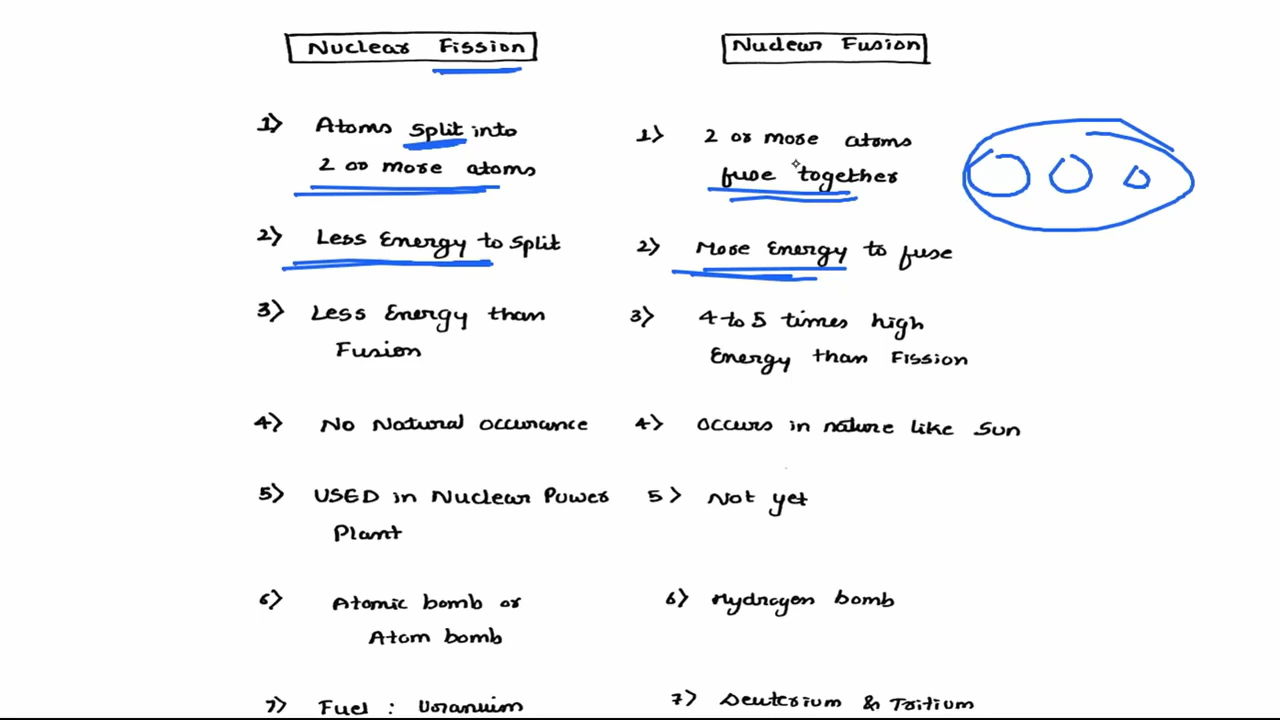 Nuclear Fission
1) Atoms split into
2 or more atoms
2) Less Energy to split
3) Less Energy than
Fusion
4) No Natural occurance
5) USED in Nuclear Power
Plant
6) Atomic bomb or
Atom bomb
7) Fuel : Uranuim
Nuclear Fusion
1) 2 or more atoms
fuse together
2) More Energy to fuse
3) 4 to 5 times high
Energy than Fission
4) occurs in nature like Sun
5) Not yet
6) Hydrogen bomb
7) Deuterium & Tritium